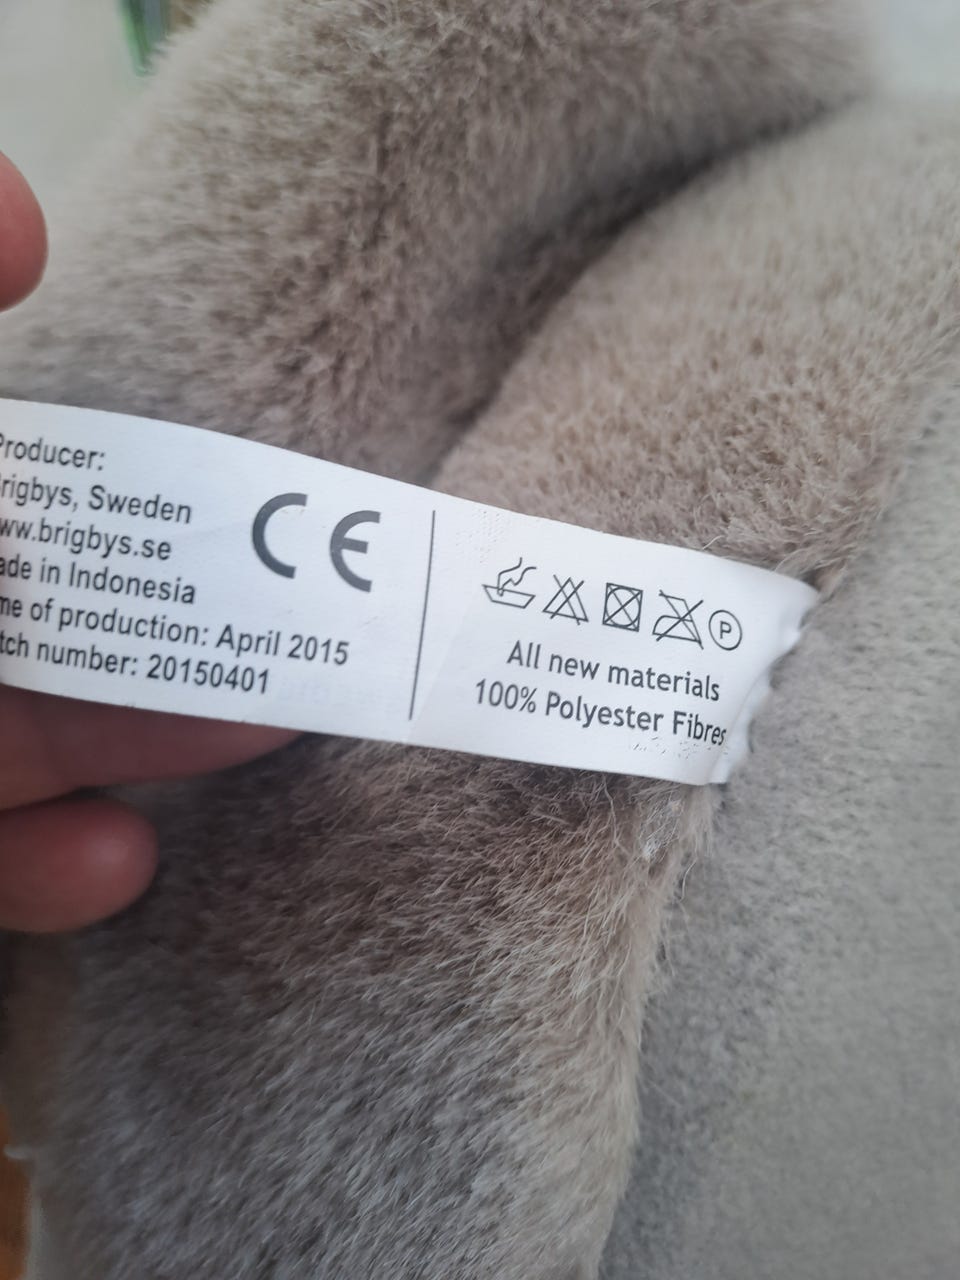 Producer:
rigbys, Sweden
ww.brigbys.se
ade in Indonesia
me of production: April 2015
tch number: 20150401
CE
P
All new materials
100% Polyester Fibres